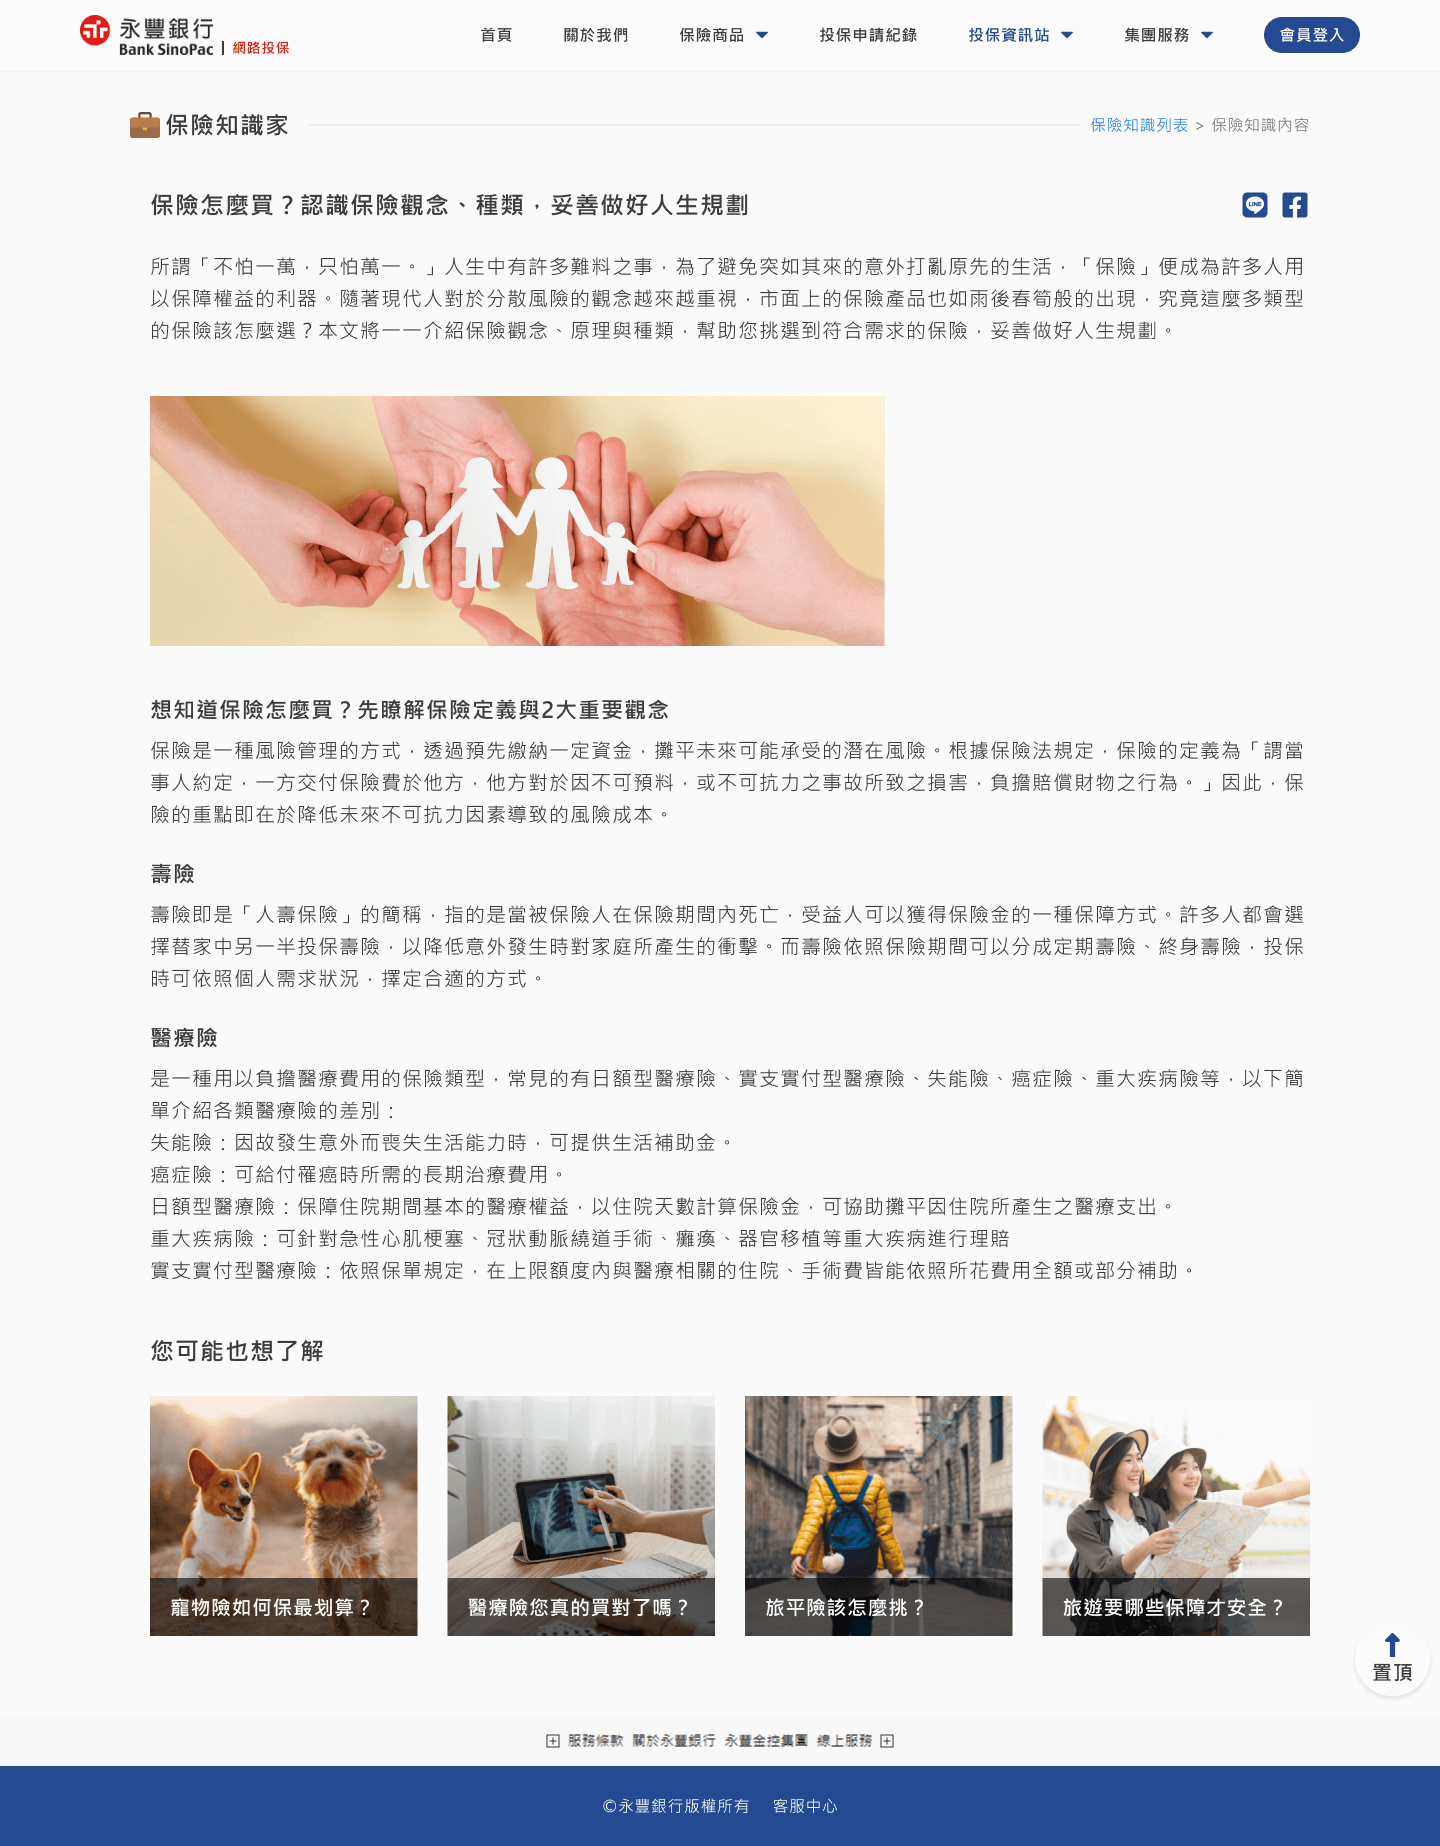 永豐銀行
Bank SinoPac | 網路投保
首頁 關於我們 保險商品 投保申請紀錄 投保資訊站 集團服務 會員登入
保險知識家
保險知識列表 > 保險知識內容
保險怎麼買？認識保險觀念、種類，妥善做好人生規劃
LINE
所謂「不怕一萬，只怕萬一。」人生中有許多難料之事，為了避免突如其來的意外打亂原先的生活，「保險」便成為許多人用
以保障權益的利器。隨著現代人對於分散風險的觀念越來越重視，市面上的保險產品也如雨後春筍般的出現，究竟這麼多類型
的保險該怎麼選？本文將一一介紹保險觀念、原理與種類，幫助您挑選到符合需求的保險，妥善做好人生規劃。
想知道保險怎麼買？先瞭解保險定義與2大重要觀念
保險是一種風險管理的方式，透過預先繳納一定資金，攤平未來可能承受的潛在風險。根據保險法規定，保險的定義為「謂當
事人約定，一方交付保險費於他方，他方對於因不可預料，或不可抗力之事故所致之損害，負擔賠償財物之行為。」因此，保
險的重點即在於降低未來不可抗力因素導致的風險成本。
壽險
壽險即是「人壽保險」的簡稱，指的是當被保險人在保險期間內死亡，受益人可以獲得保險金的一種保障方式。許多人都會選
擇替家中另一半投保壽險，以降低意外發生時對家庭所產生的衝擊。而壽險依照保險期間可以分成定期壽險、終身壽險，投保
時可依照個人需求狀況，擇定合適的方式。
醫療險
是一種用以負擔醫療費用的保險類型，常見的有日額型醫療險、實支實付型醫療險、失能險、癌症險、重大疾病險等，以下簡
單介紹各類醫療險的差別：
失能險：因故發生意外而喪失生活能力時，可提供生活補助金。
癌症險：可給付罹癌時所需的長期治療費用。
日額型醫療險：保障住院期間基本的醫療權益，以住院天數計算保險金，可協助攤平因住院所產生之醫療支出。
重大疾病險：可針對急性心肌梗塞、冠狀動脈繞道手術、癱瘓、器官移植等重大疾病進行理賠
實支實付型醫療險：依照保單規定，在上限額度內與醫療相關的住院、手術費皆能依照所花費用全額或部分補助。
您可能也想了解
寵物險如何保最划算？
醫療險您真的買對了嗎？
旅平險該怎麼挑？
旅遊要哪些保障才安全？
置頂
服務條款 關於永豐銀行 永豐金控集團 線上服務
©永豐銀行版權所有 客服中心